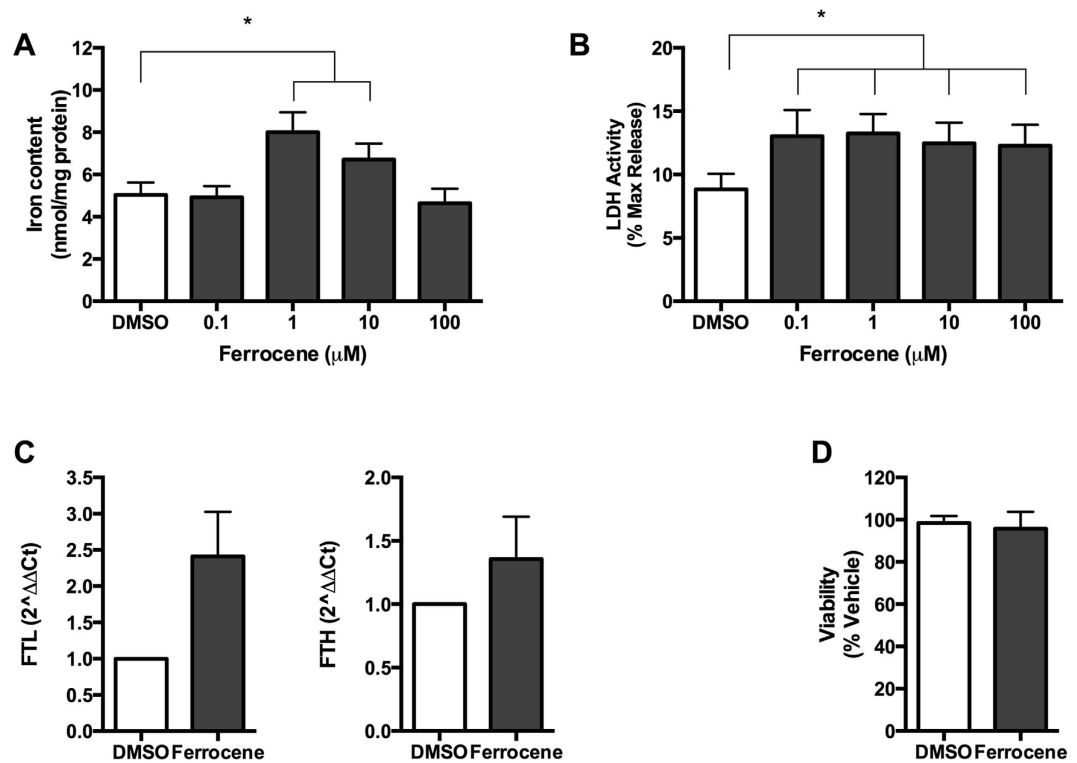 A
*
Iron content
(nmol/mg protein)
12
10
8
6
4
2
0
DMSO 0.1 1 10 100
Ferrocene (μM)
B
*
LDH Activity
(% Max Release)
20
15
10
5
0
DMSO 0.1 1 10 100
Ferrocene (μM)
C
FTL (2^ΔΔCt)
3.5
3.0
2.5
2.0
1.5
1.0
0.5
0.0
DMSO Ferrocene
FTH (2^ΔΔCt)
2.0
1.5
1.0
0.5
0.0
DMSO Ferrocene
D
Viability
(% Vehicle)
120
100
80
60
40
20
0
DMSO Ferrocene